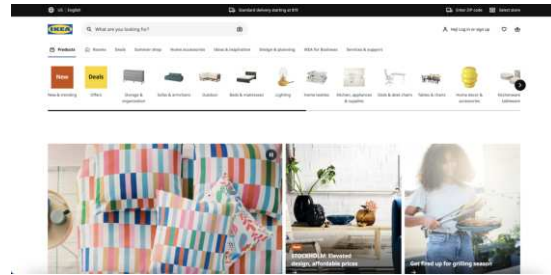 US | English
Standard delivery starting at $19
Enter ZIP code
Select store
IKEA
What are you looking for?
Hej! Log in or sign up
Products
Rooms
Deals
Summer shop
Home accessories
Ideas & inspiration
Design & planning
IKEA for Business
Services & support
New
Deals
New & trending
Offers
Storage &
organization
Sofas & armchairs
Outdoor
Beds & mattresses
Lighting
Home textiles
Kitchen, appliances
& supplies
Desks & desk chairs
Tables & chairs
Home décor &
accessories
Kitchenware
tableware
New
STOCKHOLM: Elevated
design, affordable prices
Get fired up for grilling season